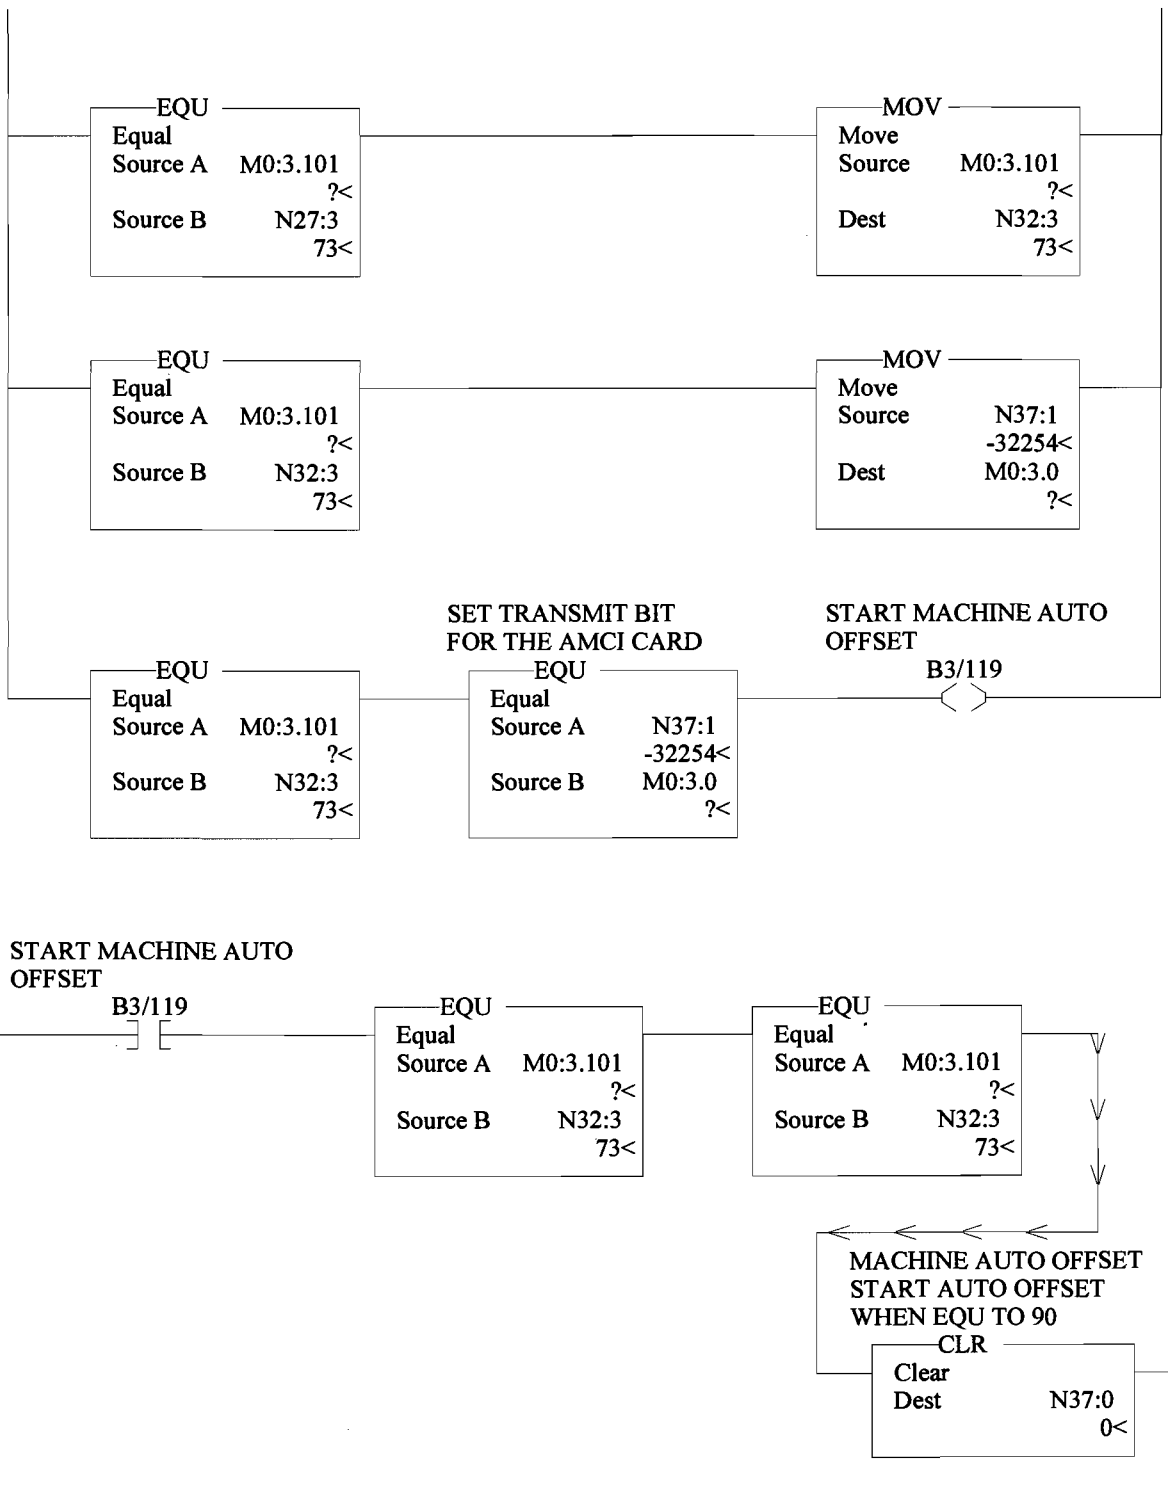 EQU
Equal
Source A M0:3.101
?<
Source B N27:3
73<
MOV
Move
Source M0:3.101
?<
Dest N32:3
73<
EQU
Equal
Source A M0:3.101
?<
Source B N32:3
73<
MOV
Move
Source N37:1
-32254<
Dest M0:3.0
?<
EQU
Equal
Source A M0:3.101
?<
Source B N32:3
73<
SET TRANSMIT BIT
FOR THE AMCI CARD
EQU
Equal
Source A N37:1
-32254<
Source B M0:3.0
?<
START MACHINE AUTO
OFFSET
B3/119
START MACHINE AUTO
OFFSET
B3/119
EQU
Equal
Source A M0:3.101
?<
Source B N32:3
73<
EQU
Equal
Source A M0:3.101
?<
Source B N32:3
73<
MACHINE AUTO OFFSET
START AUTO OFFSET
WHEN EQU TO 90
CLR
Clear
Dest N37:0
0<